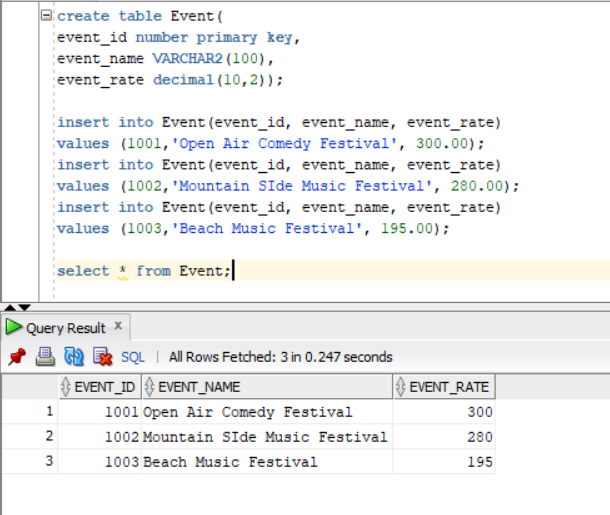 create table Event(
event_id number primary key,
event_name VARCHAR2(100),
event_rate decimal(10,2));
insert into Event(event_id, event_name, event_rate)
values (1001,'Open Air Comedy Festival', 300.00);
insert into Event(event_id, event_name, event_rate)
values (1002,'Mountain SIde Music Festival', 280.00);
insert into Event(event_id, event_name, event_rate)
values (1003,'Beach Music Festival', 195.00);
select * from Event;
Query Result x
SQL | All Rows Fetched: 3 in 0.247 seconds
EVENT_ID EVENT_NAME EVENT_RATE
1 1001 Open Air Comedy Festival 300
2 1002 Mountain SIde Music Festival 280
3 1003 Beach Music Festival 195